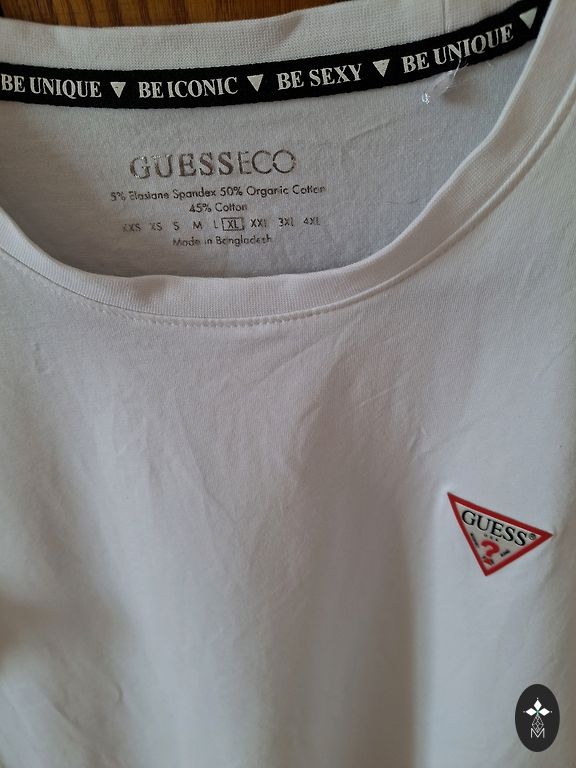 BE UNIQUE BE ICONIC BE SEXY BE UNIQUE
GUESSECO
5% Elastane Spandex 50% Organic Cotton
45% Cotton
XXS XS S M L XL XXL 3XL 4XL
Made in Bangladesh
GUESS®
U.S.A.
?
M